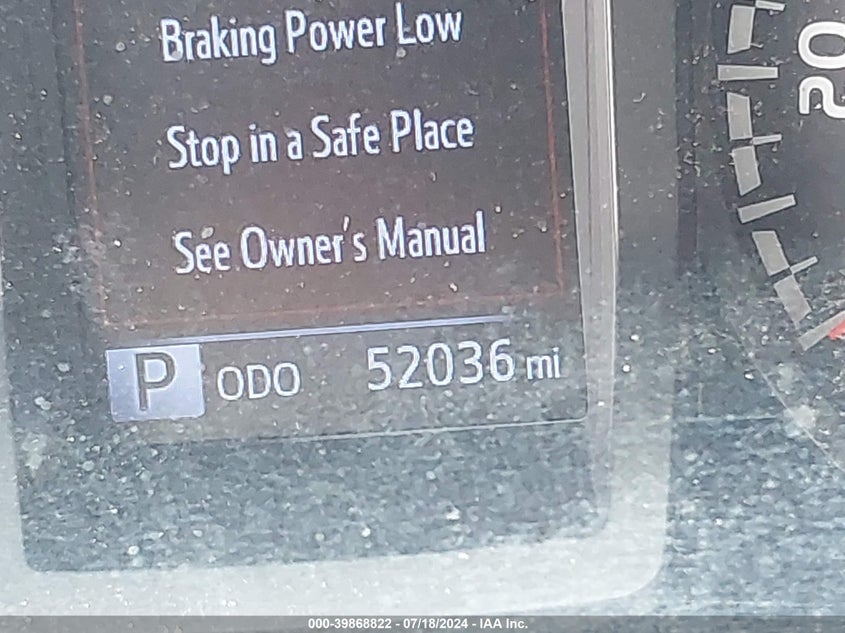 Braking Power Low
20
Stop in a Safe Place
See Owner's Manual
P ODO 52036 mi
000-39868822 - 07/18/2024 - IAA Inc.